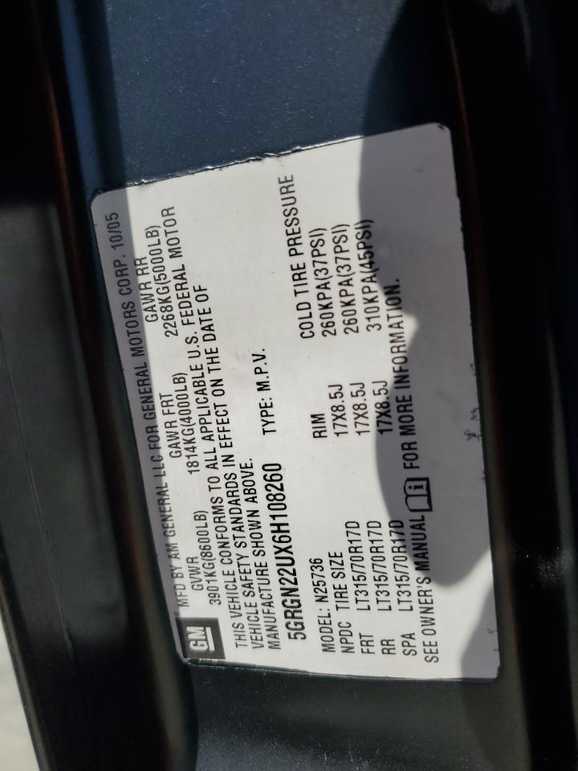 GM
MFD BY AM GENERAL LLC FOR GENERAL MOTORS CORP. 10/05
GVWR GAWR FRT GAWR RR
3901KG(8600LB) 1814KG(4000LB) 2268KG(5000LB)
THIS VEHICLE CONFORMS TO ALL APPLICABLE U.S. FEDERAL MOTOR
VEHICLE SAFETY STANDARDS IN EFFECT ON THE DATE OF
MANUFACTURE SHOWN ABOVE.
5GRGN22UX6H108260 TYPE: M.P.V.
MODEL: N25736
NPDC TIRE SIZE RIM COLD TIRE PRESSURE
FRT LT315/70R17D 17X8.5J 260KPA(37PSI)
RR LT315/70R17D 17X8.5J 260KPA(37PSI)
SPA LT315/70R17D 17X8.5J 310KPA(45PSI)
SEE OWNER'S MANUAL i FOR MORE INFORMATION.